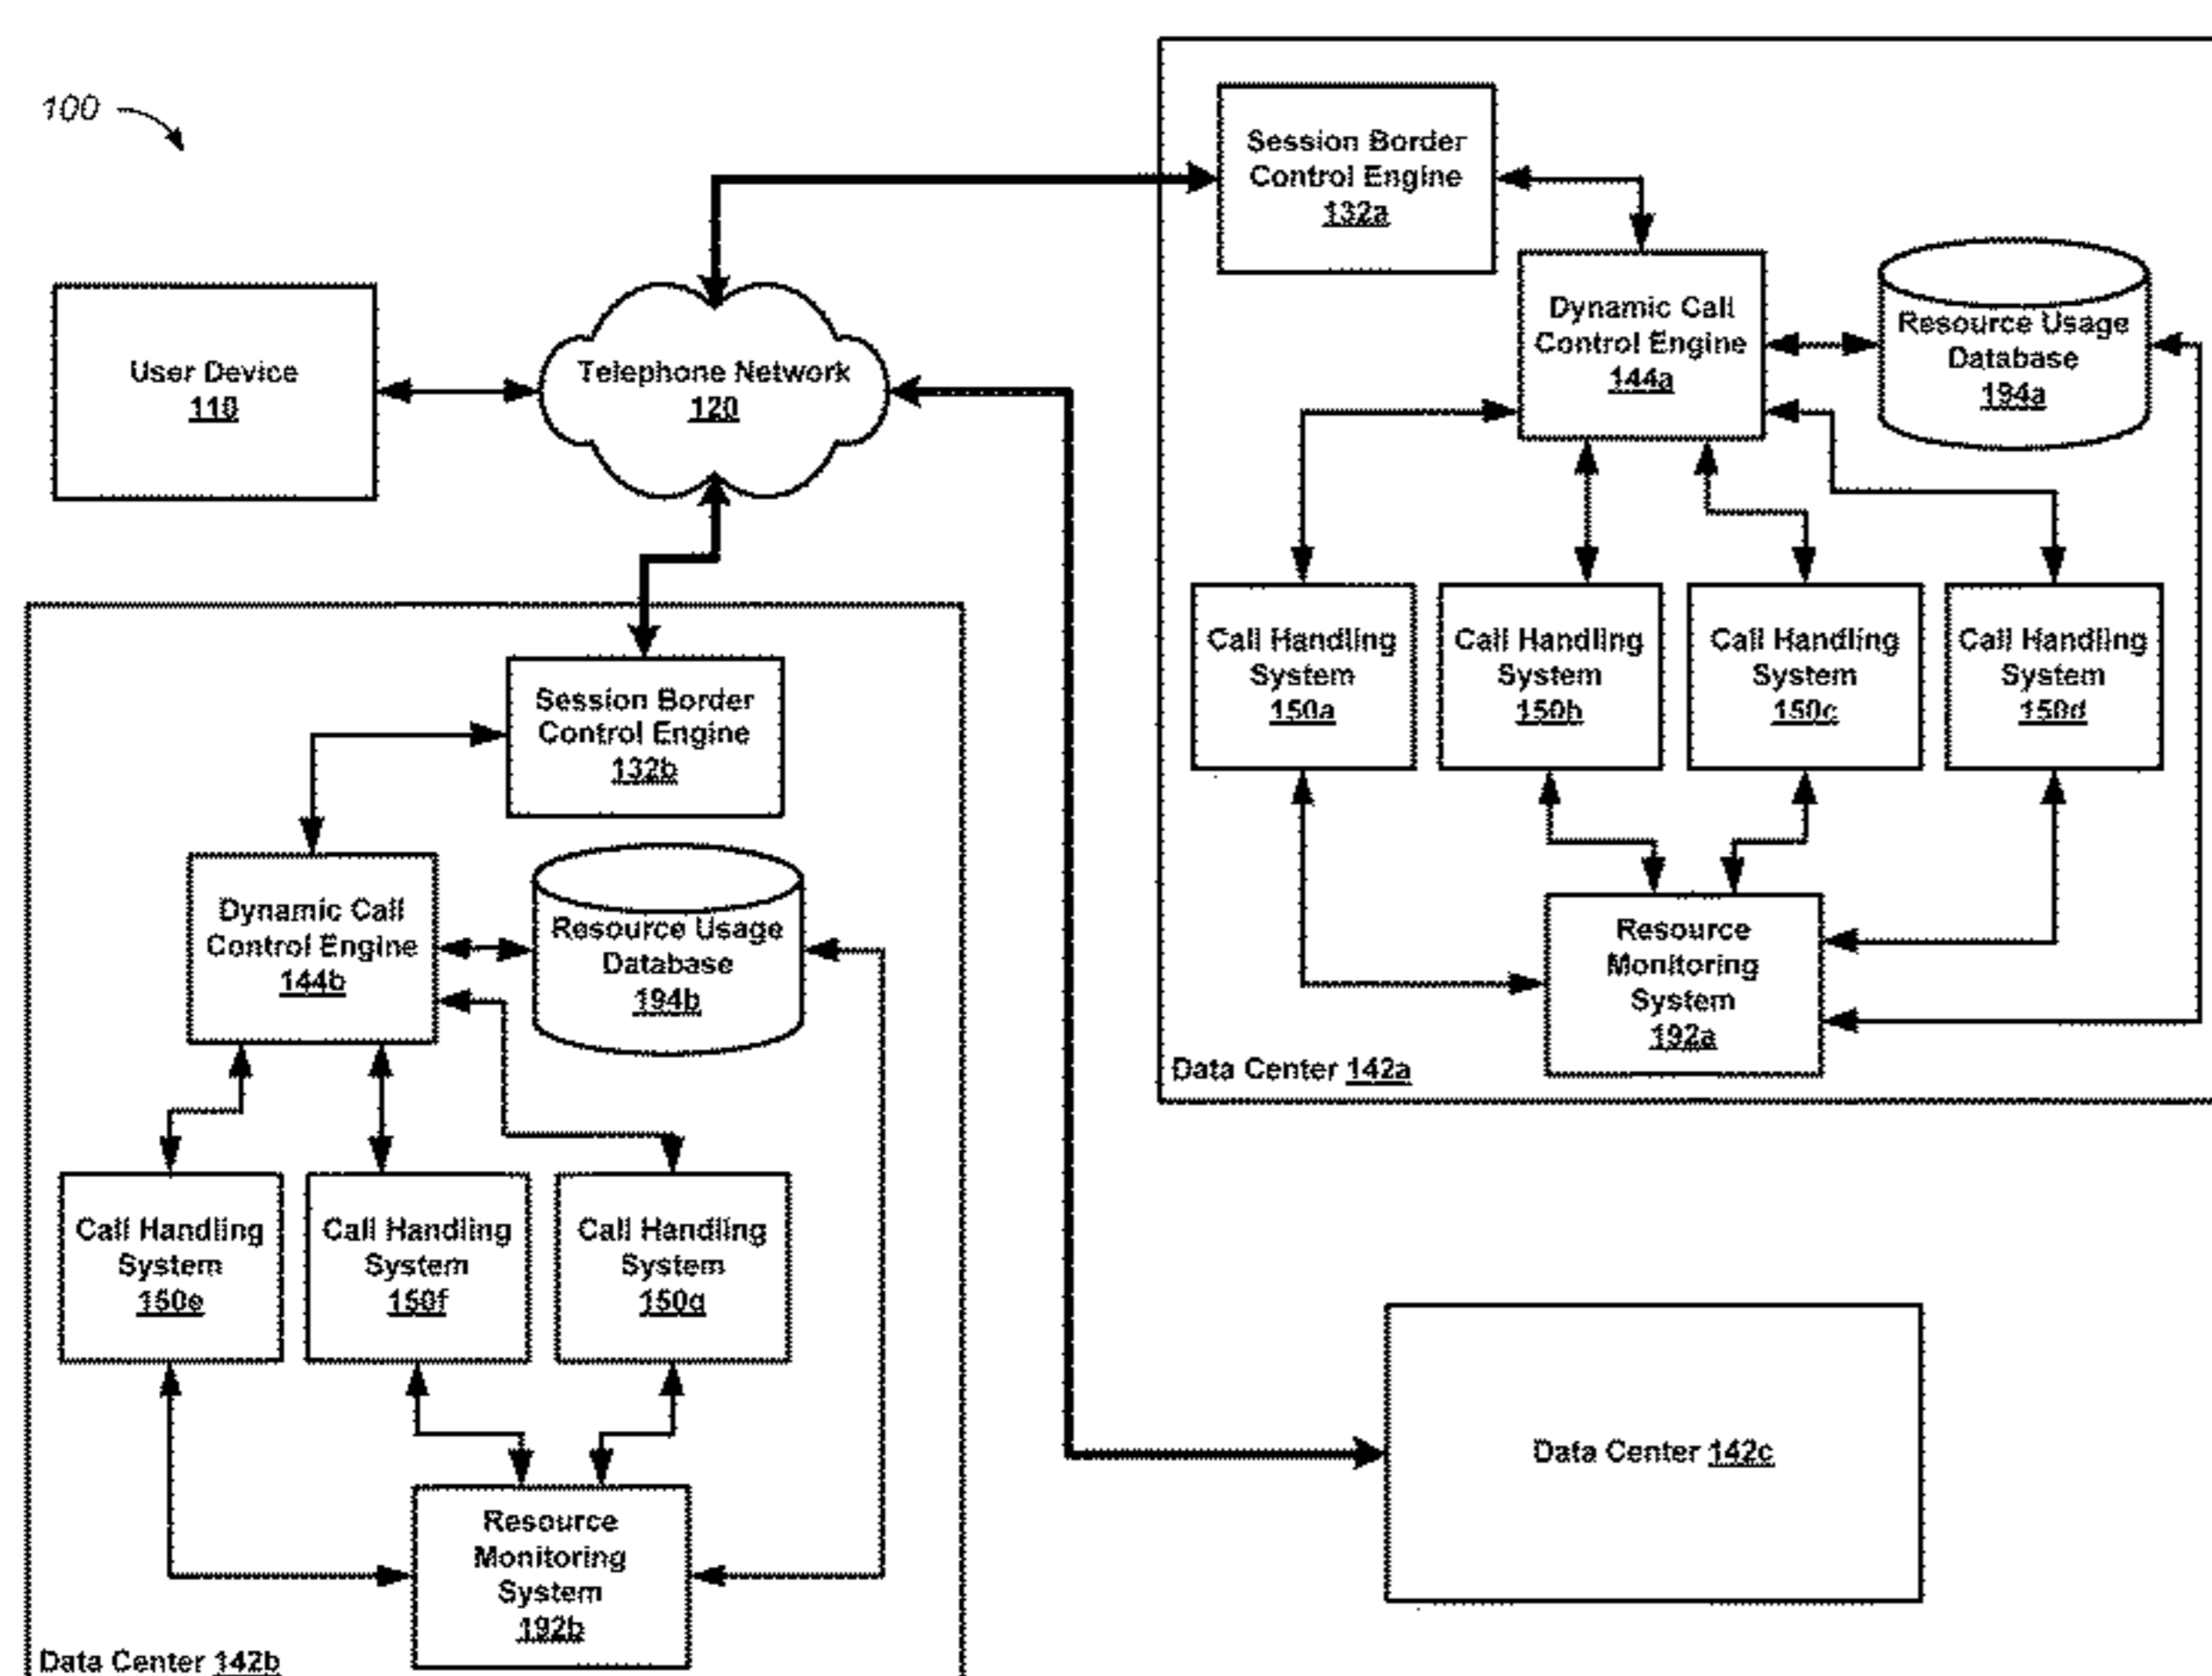 100
User Device
110
Telephone Network
120
Session Border
Control Engine
132a
Dynamic Call
Control Engine
144a
Resource Usage
Database
194a
Call Handling
System
150a
Call Handling
System
150b
Call Handling
System
150c
Call Handling
System
150d
Resource
Monitoring
System
192a
Data Center 142a
Session Border
Control Engine
132b
Dynamic Call
Control Engine
144b
Resource Usage
Database
194b
Call Handling
System
150e
Call Handling
System
150f
Call Handling
System
150g
Resource
Monitoring
System
192b
Data Center 142b
Data Center 142c